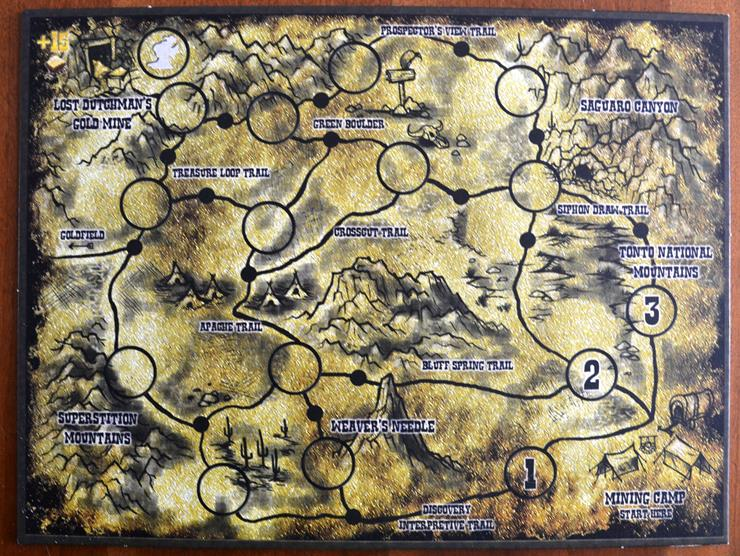 PROSPECTOR'S VIEW TRAIL
+15
LOST DUTCHMAN'S
GOLD MINE
SAGUARO CANYON
GREEN BOULDER
TREASURE LOOP TRAIL
SIPHON DRAW TRAIL
GOLDFIELD
CROSSCUT TRAIL
TONTO NATIONAL
MOUNTAINS
3
APACHE TRAIL
BLUFF SPRING TRAIL
2
SUPERSTITION
MOUNTAINS
WEAVER'S NEEDLE
1
MINING CAMP
START HERE
DISCOVERY
INTERPRETIVE TRAIL